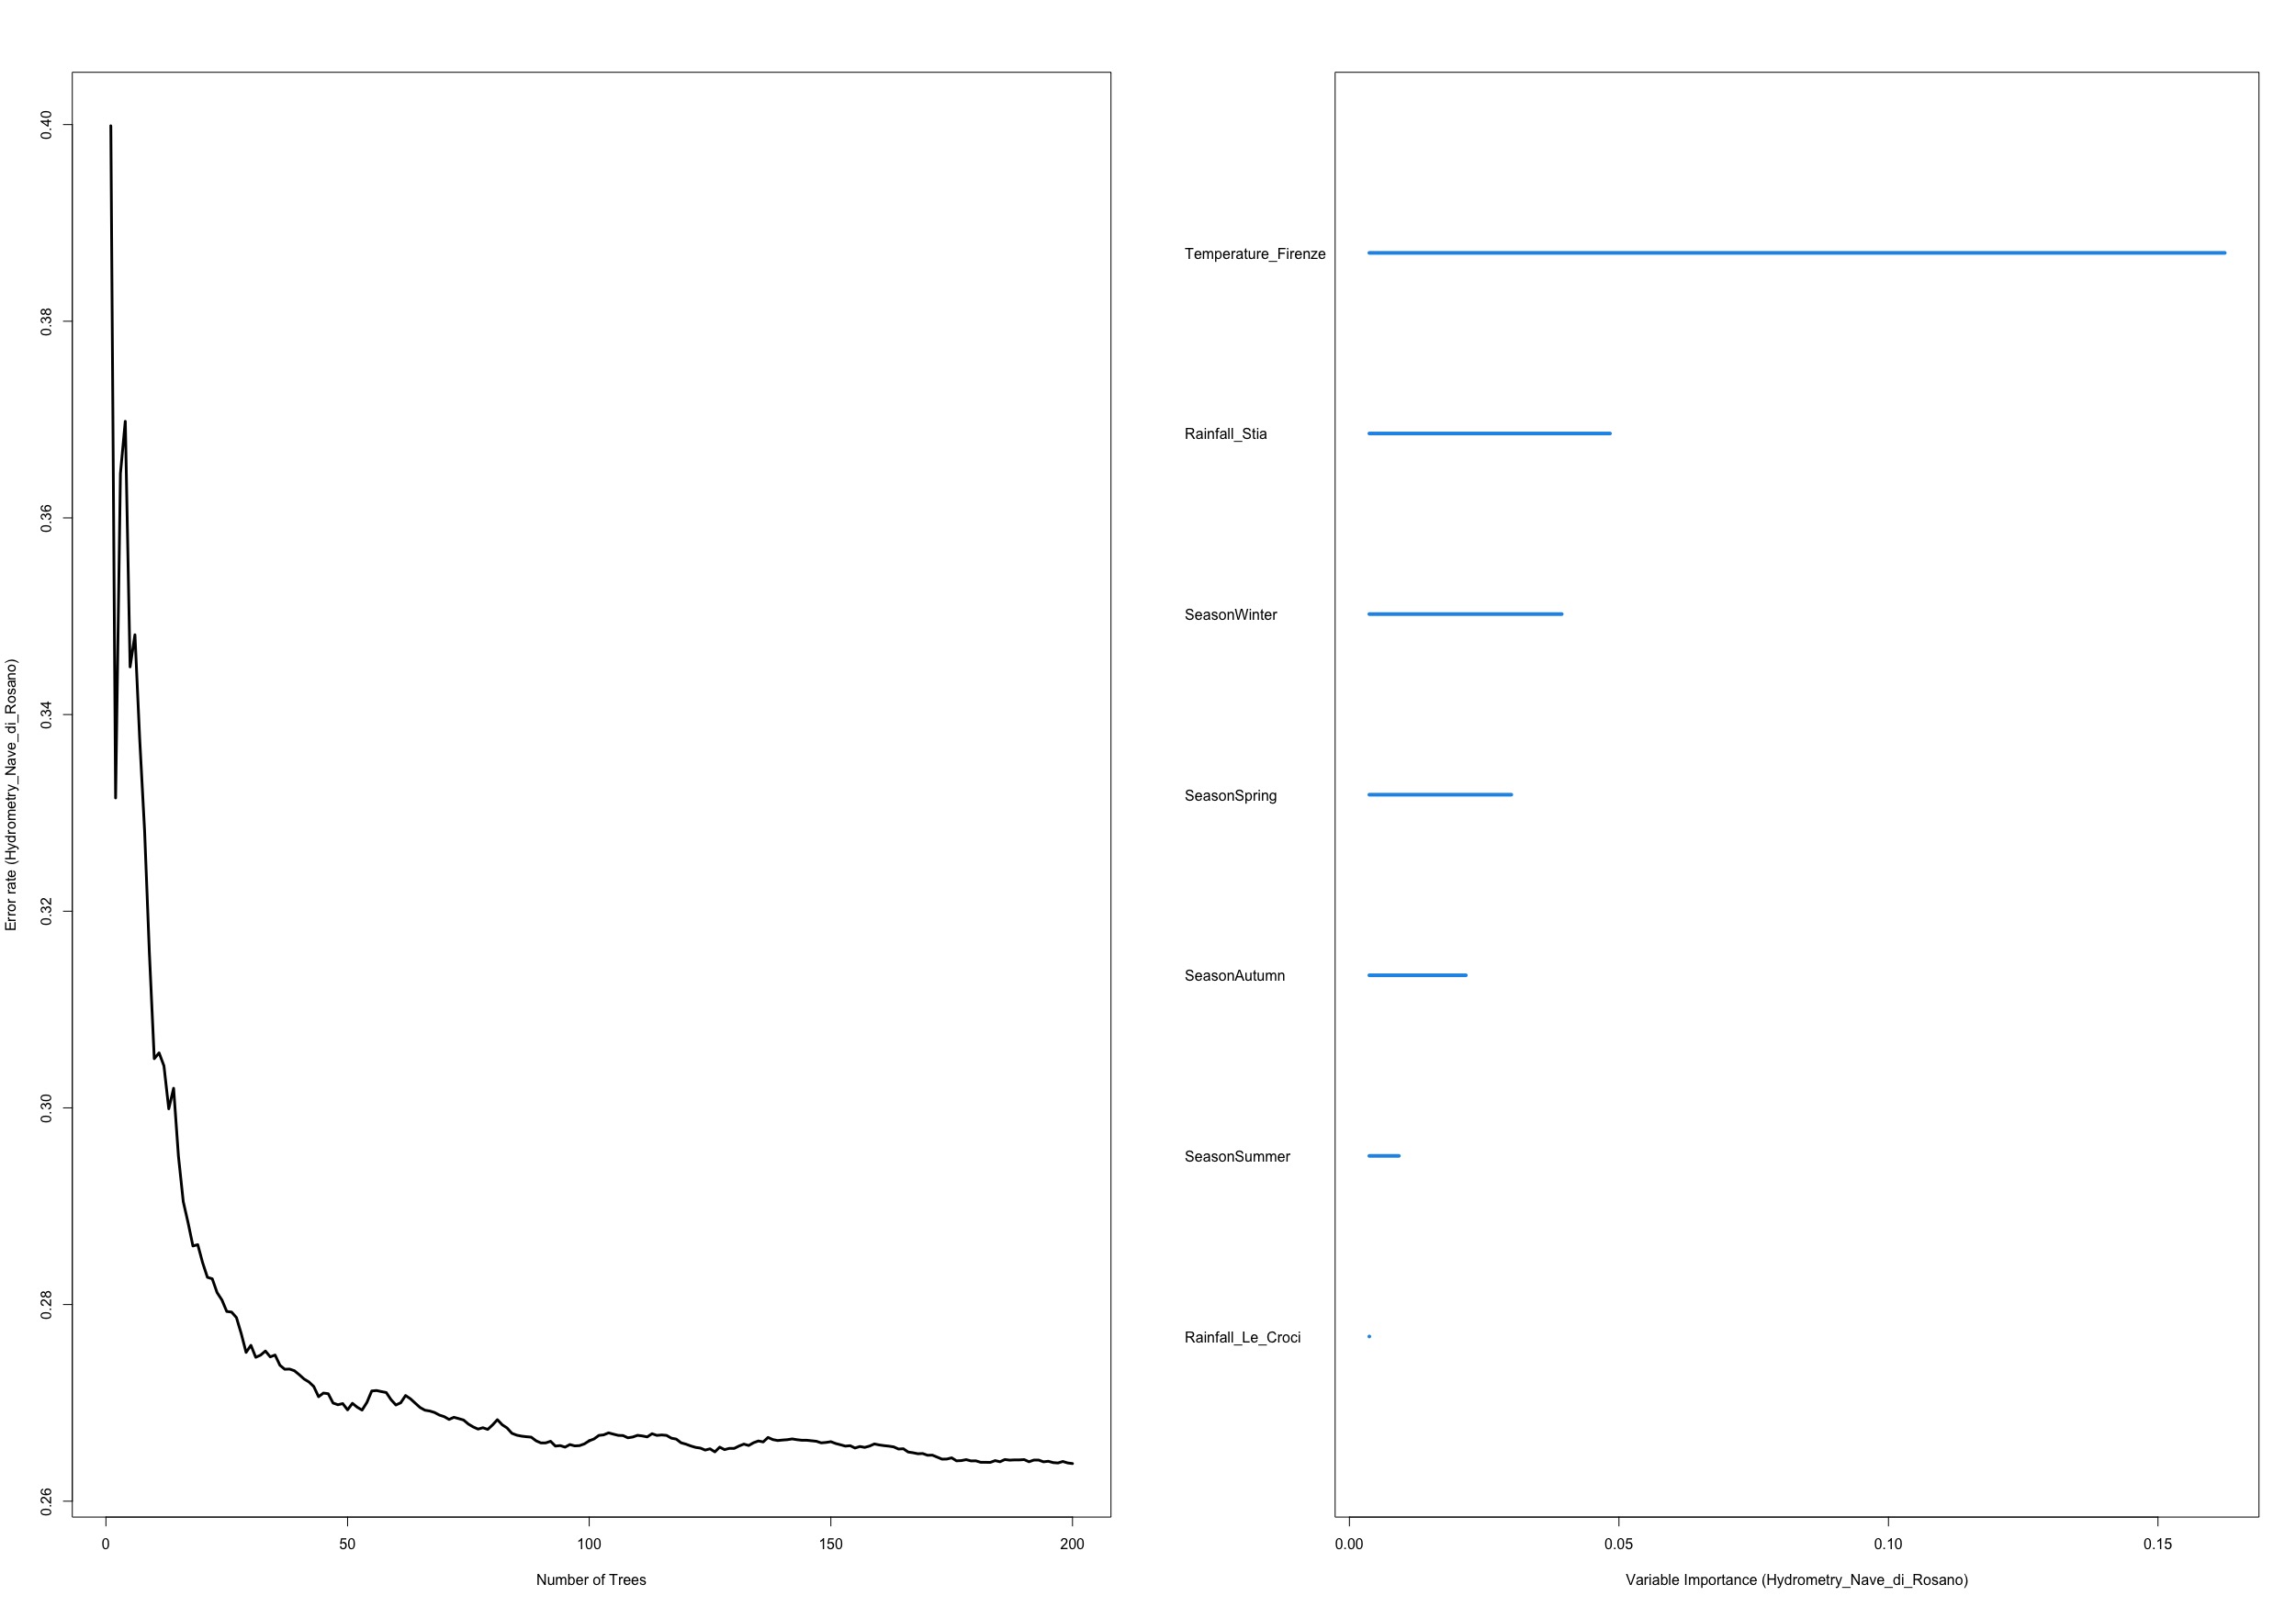 Error rate (Hydrometry_Nave_di_Rosano)
0.40
0.38
0.36
0.34
0.32
0.30
0.28
0.26
0 50 100 150 200
Number of Trees
Temperature_Firenze
Rainfall_Stia
SeasonWinter
SeasonSpring
SeasonAutumn
SeasonSummer
Rainfall_Le_Croci
0.00 0.05 0.10 0.15
Variable Importance (Hydrometry_Nave_di_Rosano)